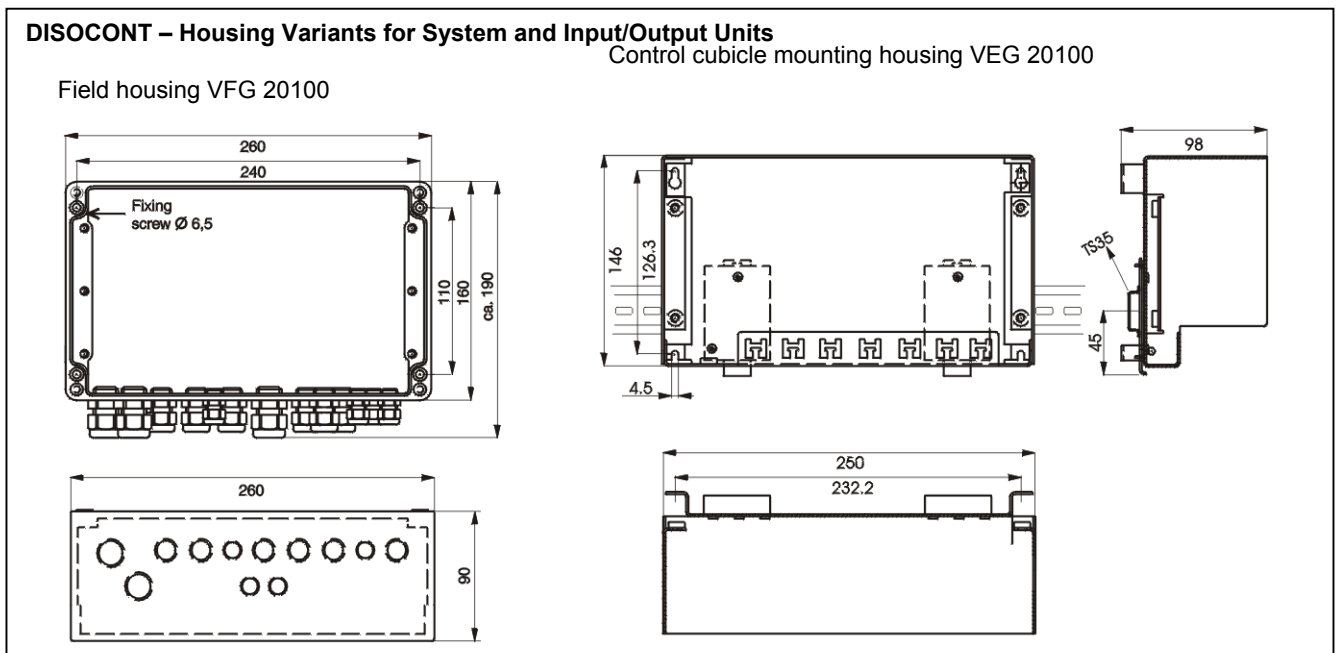 DISOCONT – Housing Variants for System and Input/Output Units
Control cubicle mounting housing VEG 20100
Field housing VFG 20100
260
240
Fixing
screw Ø 6,5
110
160
ca. 190
260
90
146
126.3
4.5
98
TS35
45
250
232.2